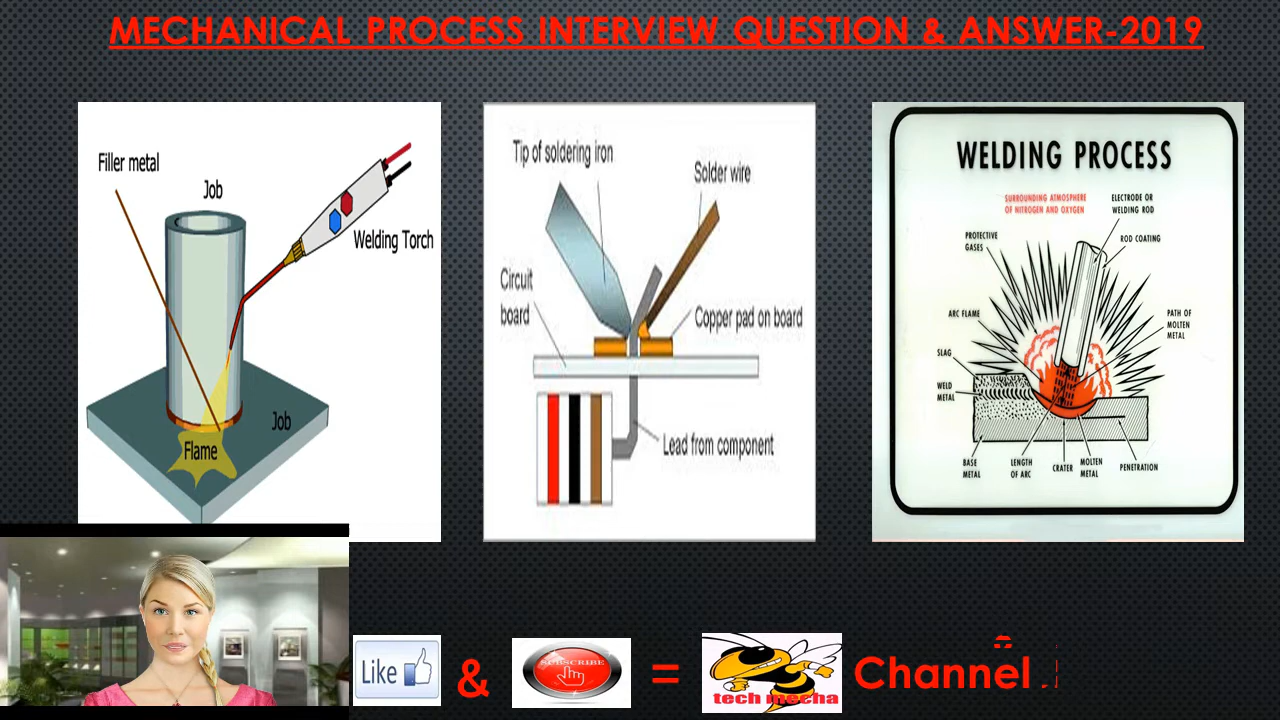 MECHANICAL PROCESS INTERVIEW QUESTION & ANSWER-2019
Filler metal
Job
Welding Torch
Job
Flame
Tip of soldering iron
Solder wire
Circuit
board
Copper pad on board
Lead from component
WELDING PROCESS
SURROUNDING ATMOSPHERE
OF NITROGEN AND OXYGEN
ELECTRODE OR
WELDING ROD
PROTECTIVE
GASES
ROD COATING
ARC FLAME
PATH OF
MOLTEN
METAL
SLAG
WELD
METAL
BASE
METAL
LENGTH
OF ARC
CRATER
MOLTEN
METAL
PENETRATION
Like
&
SUBSCRIBE
=
tech mecha
Channel